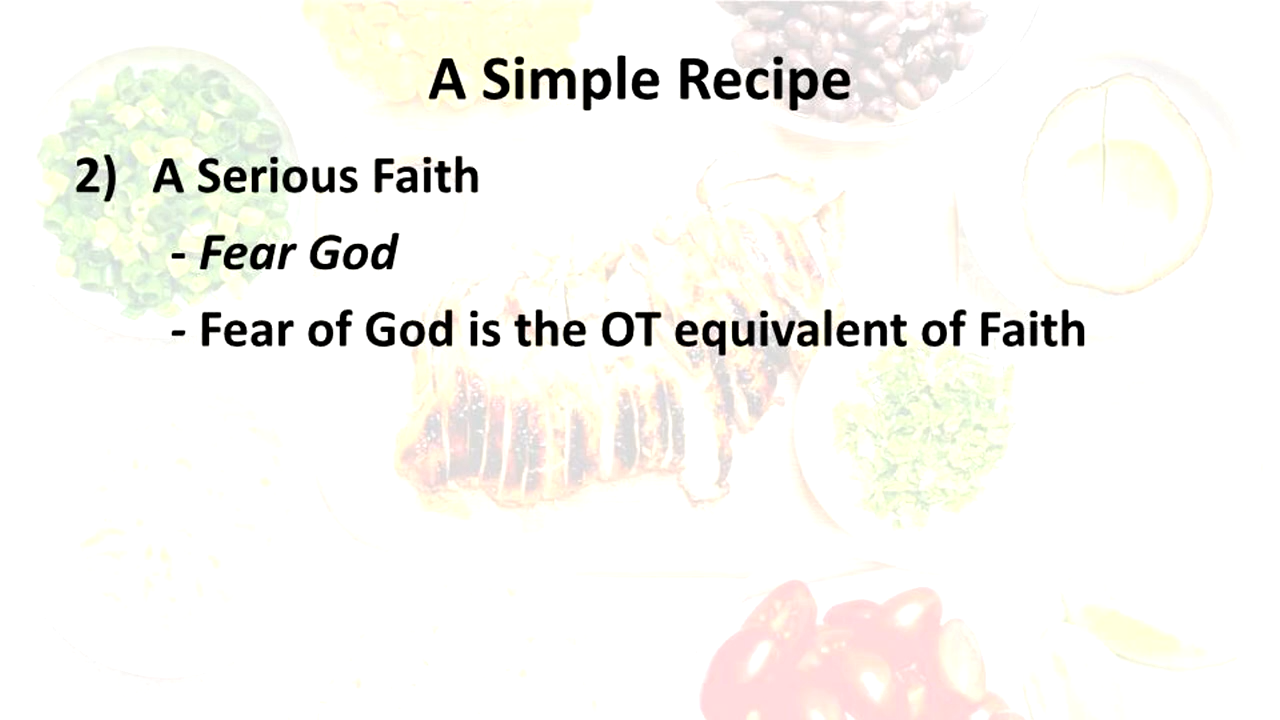 A Simple Recipe
2) A Serious Faith
- Fear God
- Fear of God is the OT equivalent of Faith